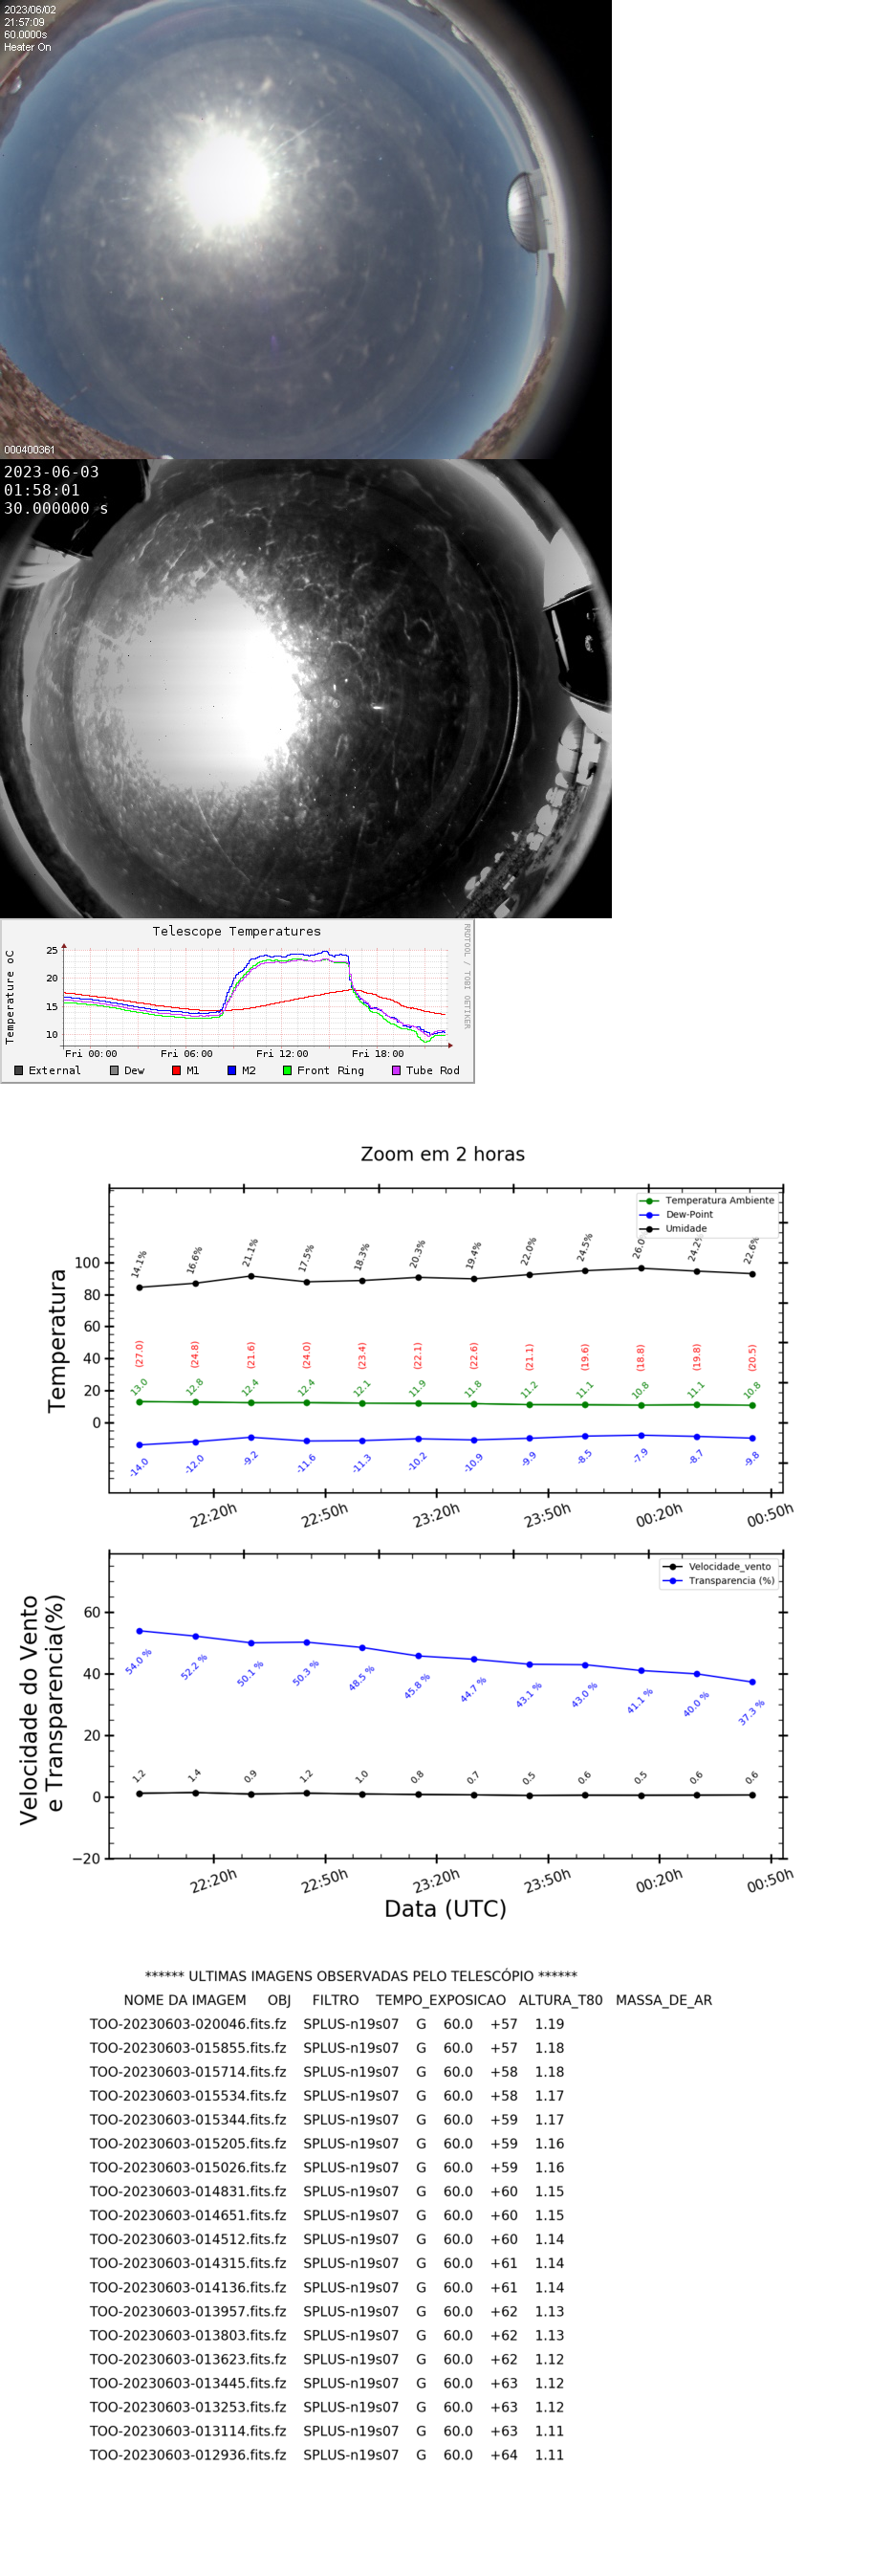 2023/06/02
21:57:09
60.0000s
Heater On
000400361
2023-06-03
01:58:01
30.000000 s
Telescope Temperatures
RRDTOOL / TOBI OETIKER
Temperature oC
25
20
15
10
Fri 00:00 Fri 06:00 Fri 12:00 Fri 18:00
External Dew M1 M2 Front Ring Tube Rod
Zoom em 2 horas
Temperatura Ambiente
Dew-Point
Umidade
Temperatura
100
80
60
40
20
0
14.1% 16.6% 21.1% 17.5% 18.3% 20.3% 19.4% 22.0% 24.5% 26.0 24.2% 22.6%
(27.0) (24.8) (21.6) (24.0) (23.4) (22.1) (22.6) (21.1) (19.6) (18.8) (19.8) (20.5)
13.0 12.8 12.4 12.4 12.1 11.9 11.8 11.2 11.1 10.8 11.1 10.8
-14.0 -12.0 -9.2 -11.6 -11.3 -10.2 -10.9 -9.9 -8.5 -7.9 -8.7 -9.8
22:20h 22:50h 23:20h 23:50h 00:20h 00:50h
Velocidade_vento
Transparencia (%)
Velocidade do Vento
e Transparencia(%)
60
40
20
0
−20
54.0 % 52.2 % 50.1 % 50.3 % 48.5 % 45.8 % 44.7 % 43.1 % 43.0 % 41.1 % 40.0 % 37.3 %
1.2 1.4 0.9 1.2 1.0 0.8 0.7 0.5 0.6 0.5 0.6 0.6
22:20h 22:50h 23:20h 23:50h 00:20h 00:50h
Data (UTC)
****** ULTIMAS IMAGENS OBSERVADAS PELO TELESCÓPIO ******
NOME DA IMAGEM OBJ FILTRO TEMPO_EXPOSICAO ALTURA_T80 MASSA_DE_AR
TOO-20230603-020046.fits.fz SPLUS-n19s07 G 60.0 +57 1.19
TOO-20230603-015855.fits.fz SPLUS-n19s07 G 60.0 +57 1.18
TOO-20230603-015714.fits.fz SPLUS-n19s07 G 60.0 +58 1.18
TOO-20230603-015534.fits.fz SPLUS-n19s07 G 60.0 +58 1.17
TOO-20230603-015344.fits.fz SPLUS-n19s07 G 60.0 +59 1.17
TOO-20230603-015205.fits.fz SPLUS-n19s07 G 60.0 +59 1.16
TOO-20230603-015026.fits.fz SPLUS-n19s07 G 60.0 +59 1.16
TOO-20230603-014831.fits.fz SPLUS-n19s07 G 60.0 +60 1.15
TOO-20230603-014651.fits.fz SPLUS-n19s07 G 60.0 +60 1.15
TOO-20230603-014512.fits.fz SPLUS-n19s07 G 60.0 +60 1.14
TOO-20230603-014315.fits.fz SPLUS-n19s07 G 60.0 +61 1.14
TOO-20230603-014136.fits.fz SPLUS-n19s07 G 60.0 +61 1.14
TOO-20230603-013957.fits.fz SPLUS-n19s07 G 60.0 +62 1.13
TOO-20230603-013803.fits.fz SPLUS-n19s07 G 60.0 +62 1.13
TOO-20230603-013623.fits.fz SPLUS-n19s07 G 60.0 +62 1.12
TOO-20230603-013445.fits.fz SPLUS-n19s07 G 60.0 +63 1.12
TOO-20230603-013253.fits.fz SPLUS-n19s07 G 60.0 +63 1.12
TOO-20230603-013114.fits.fz SPLUS-n19s07 G 60.0 +63 1.11
TOO-20230603-012936.fits.fz SPLUS-n19s07 G 60.0 +64 1.11